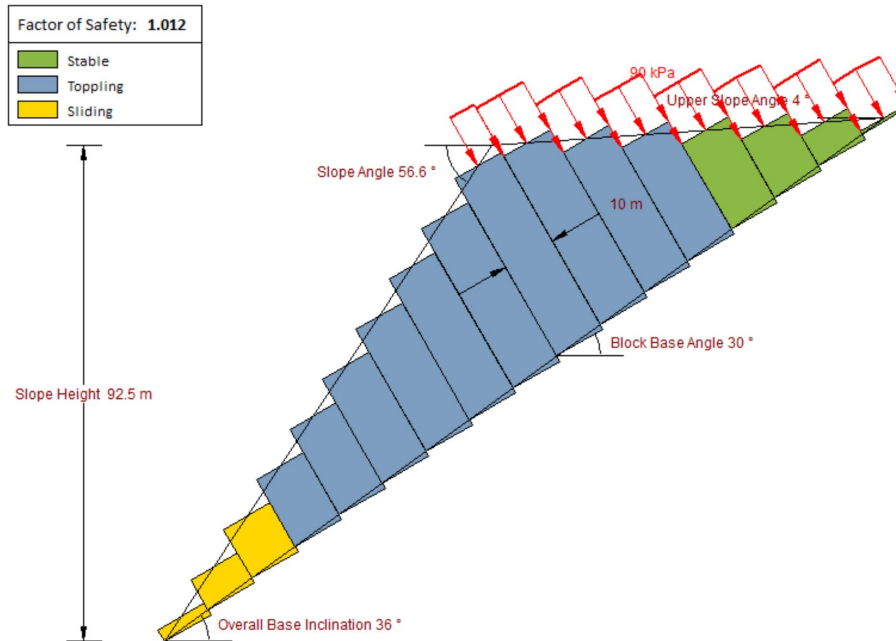 Factor of Safety: 1.012
Stable
Toppling
Sliding
90 kPa
Upper Slope Angle 4 °
Slope Angle 56.6 °
10 m
Block Base Angle 30 °
Slope Height 92.5 m
Overall Base Inclination 36 °